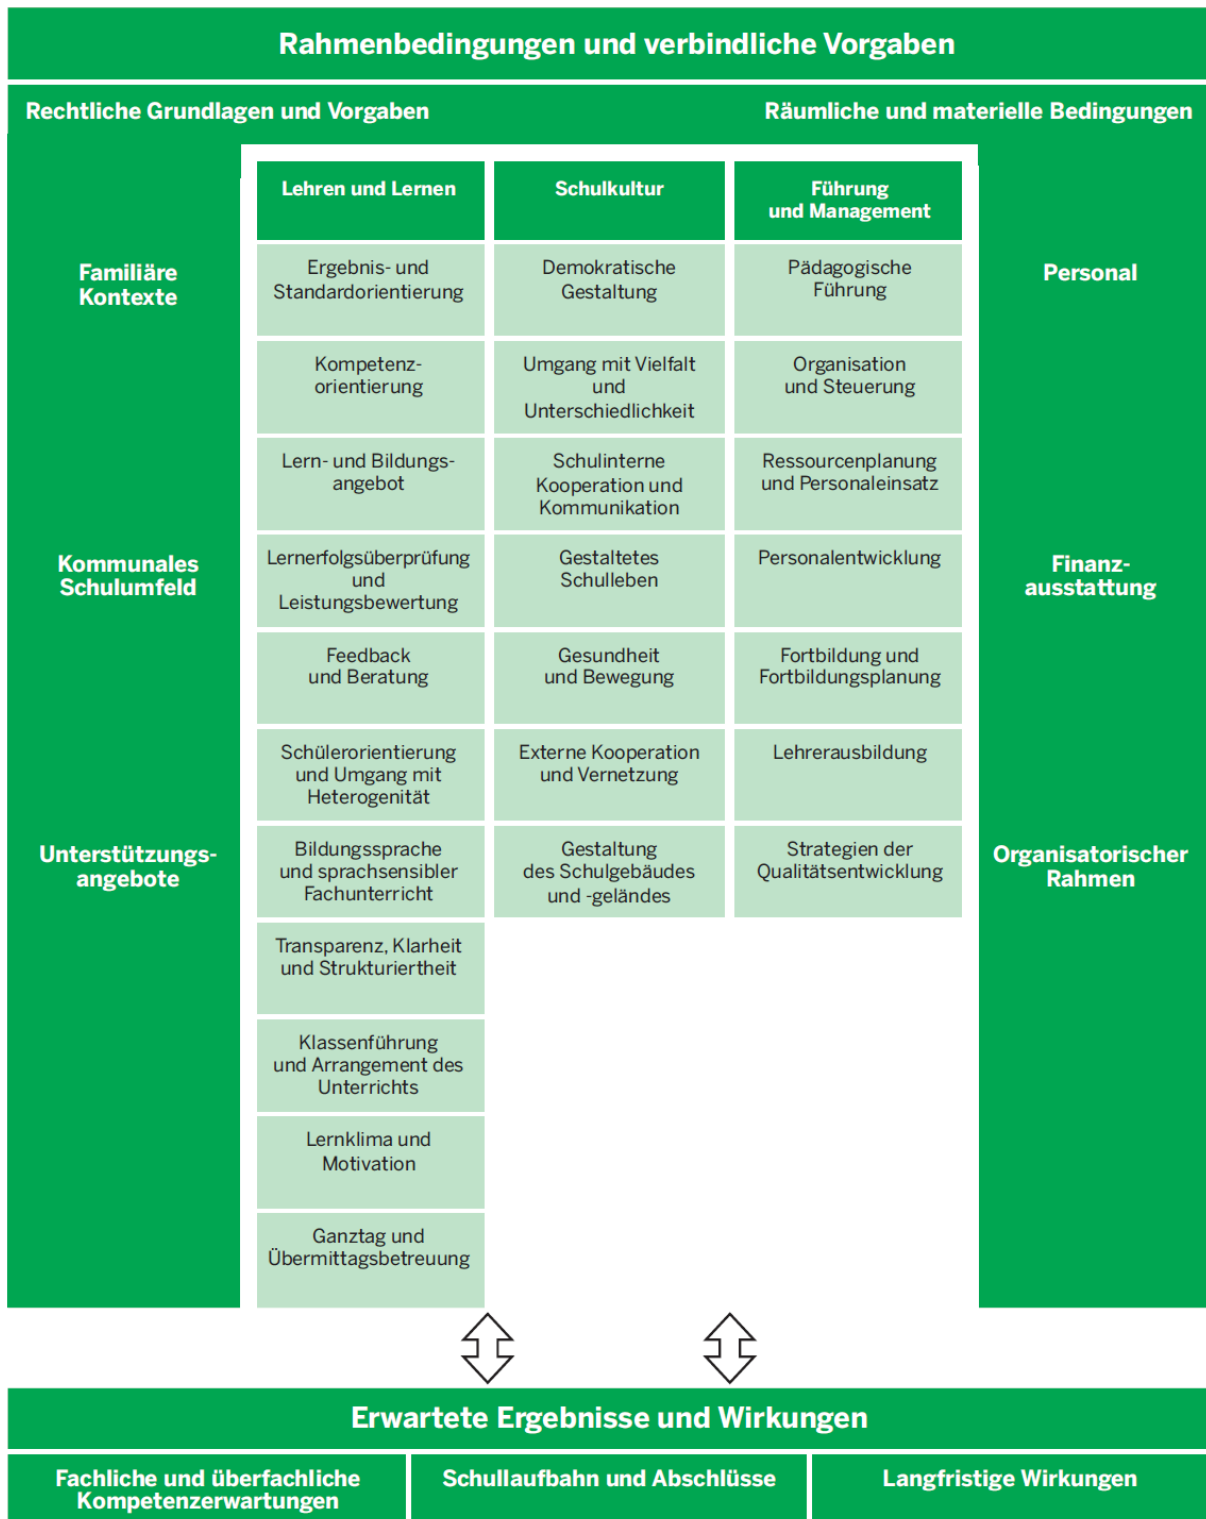 Rahmenbedingungen und verbindliche Vorgaben
Rechtliche Grundlagen und Vorgaben
Räumliche und materielle Bedingungen
Familiäre
Kontexte
Kommunales
Schulumfeld
Unterstützungs-
angebote
Lehren und Lernen
Ergebnis- und
Standardorientierung
Kompetenz-
orientierung
Lern- und Bildungs-
angebot
Lernerfolgsüberprüfung
und
Leistungsbewertung
Feedback
und Beratung
Schülerorientierung
und Umgang mit
Heterogenität
Bildungssprache
und sprachsensibler
Fachunterricht
Transparenz, Klarheit
und Strukturiertheit
Klassenführung
und Arrangement des
Unterrichts
Lernklima und
Motivation
Ganztag und
Übermittagsbetreuung
Schulkultur
Demokratische
Gestaltung
Umgang mit Vielfalt
und
Unterschiedlichkeit
Schulinterne
Kooperation und
Kommunikation
Gestaltetes
Schulleben
Gesundheit
und Bewegung
Externe Kooperation
und Vernetzung
Gestaltung
des Schulgebäudes
und -geländes
Führung
und Management
Pädagogische
Führung
Organisation
und Steuerung
Ressourcenplanung
und Personaleinsatz
Personalentwicklung
Fortbildung und
Fortbildungsplanung
Lehrerausbildung
Strategien der
Qualitätsentwicklung
Personal
Finanz-
ausstattung
Organisatorischer
Rahmen
Erwartete Ergebnisse und Wirkungen
Fachliche und überfachliche
Kompetenzerwartungen
Schullaufbahn und Abschlüsse
Langfristige Wirkungen